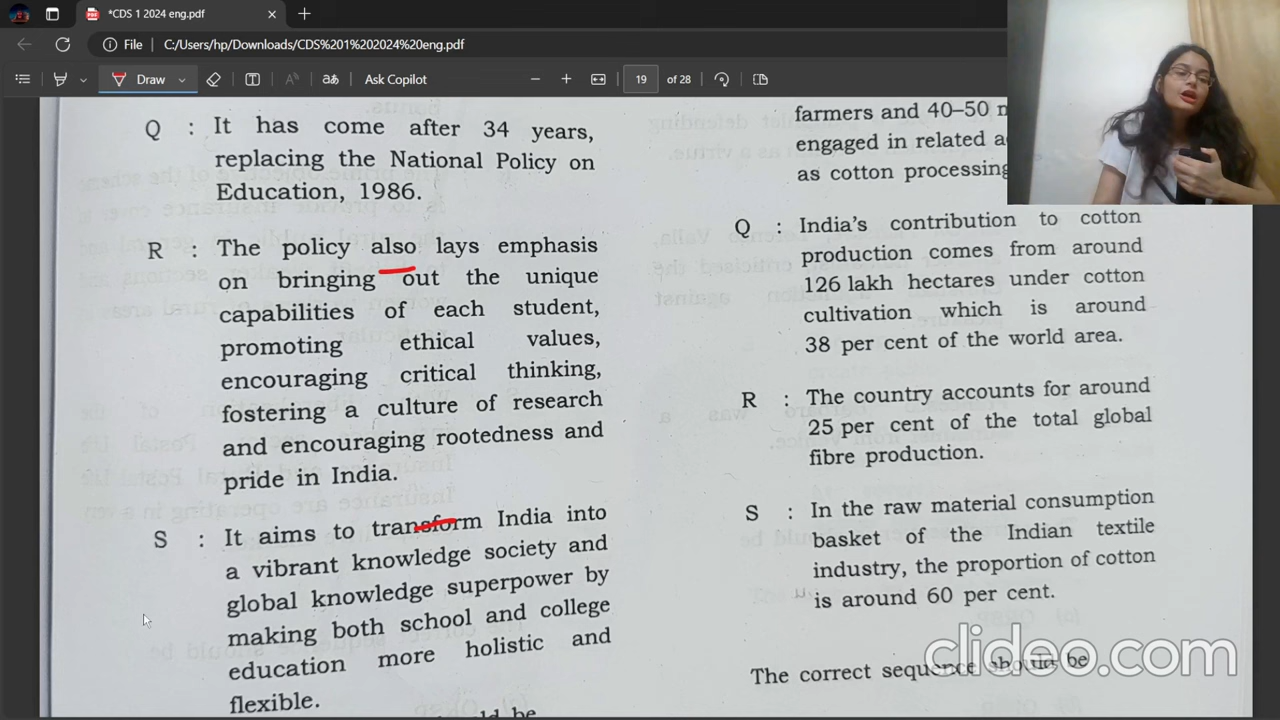 *CDS 1 2024 eng.pdf
File
C:/Users/hp/Downloads/CDS%201%202024%20eng.pdf
Draw
Ask Copilot
19 of 28
Q : It has come after 34 years,
replacing the National Policy on
Education, 1986.
R : The policy also lays emphasis
on bringing out the unique
capabilities of each student,
promoting ethical values,
encouraging critical thinking,
fostering a culture of research
and encouraging rootedness and
pride in India.
S : It aims to transform India into
a vibrant knowledge society and
global knowledge superpower by
making both school and college
education more holistic and
flexible.
farmers and 40–50
engaged in related
as cotton processing
Q : India's contribution to cotton
production comes from around
126 lakh hectares under cotton
cultivation which is around
38 per cent of the world area.
R : The country accounts for around
25 per cent of the total global
fibre production.
S : In the raw material consumption
basket of the Indian textile
industry, the proportion of cotton
is around 60 per cent.
The correct sequence should be
clideo.com